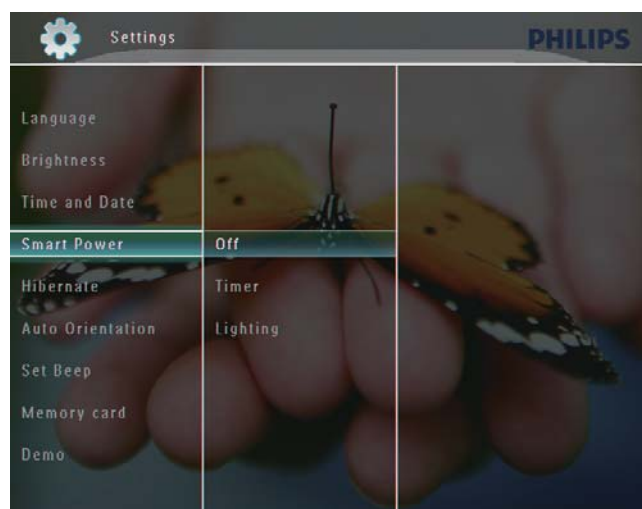 Settings
PHILIPS
Language
Brightness
Time and Date
Smart Power
Hibernate
Auto Orientation
Set Beep
Memory card
Demo
Off
Timer
Lighting